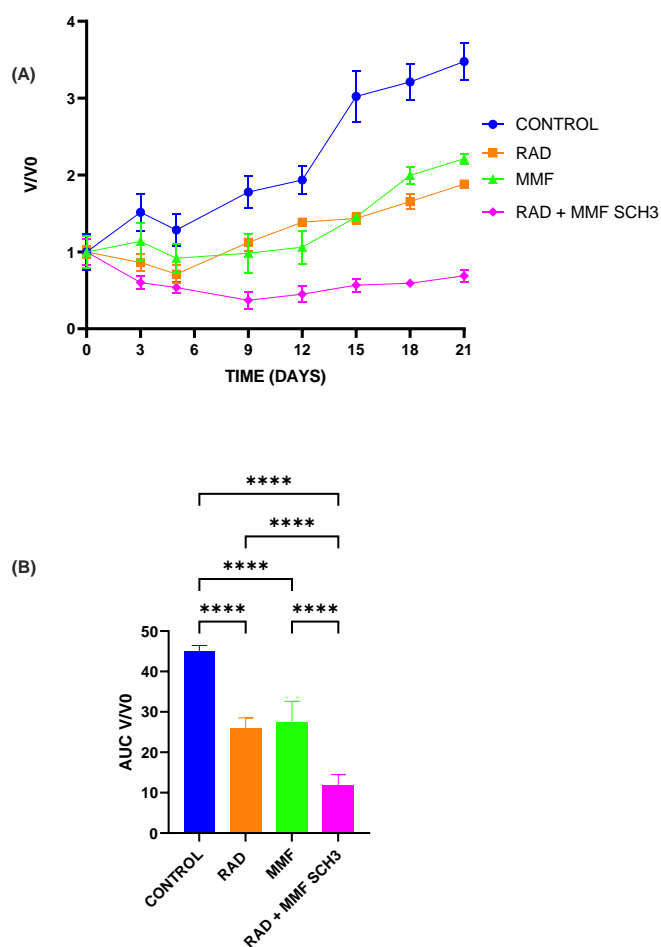 (A)
V/V0
4
3
2
1
0
0 3 6 9 12 15 18 21
TIME (DAYS)
CONTROL
RAD
MMF
RAD + MMF SCH3
(B)
****
****
****
**** ****
AUC V/V0
50
40
30
20
10
0
CONTROL
RAD
MMF
RAD + MMF SCH3